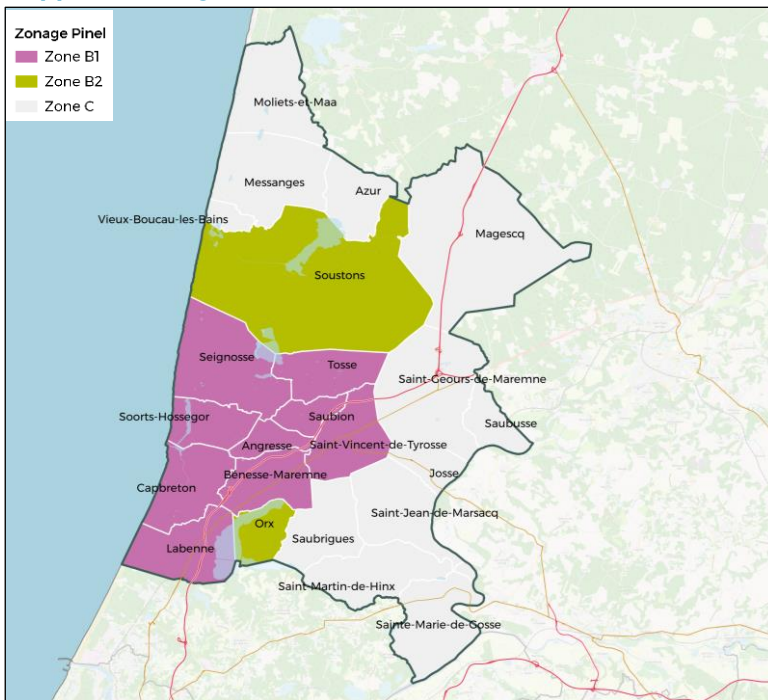 Zonage Pinel
Zone B1
Zone B2
Zone C
Moliets-et-Maa
Messanges
Azur
Vieux-Boucau-les-Bains
Magescq
Soustons
Seignosse
Tosse
Saint-Geours-de-Maremne
Soorts-Hossegor
Saubion
Saubusse
Angresse
Saint-Vincent-de-Tyrosse
Benesse-Maremne
Josse
Capbreton
Saint-Jean-de-Marsacq
Orx
Saubrigues
Labenne
Saint-Martin-de-Hinx
Sainte-Marie-de-Gosse